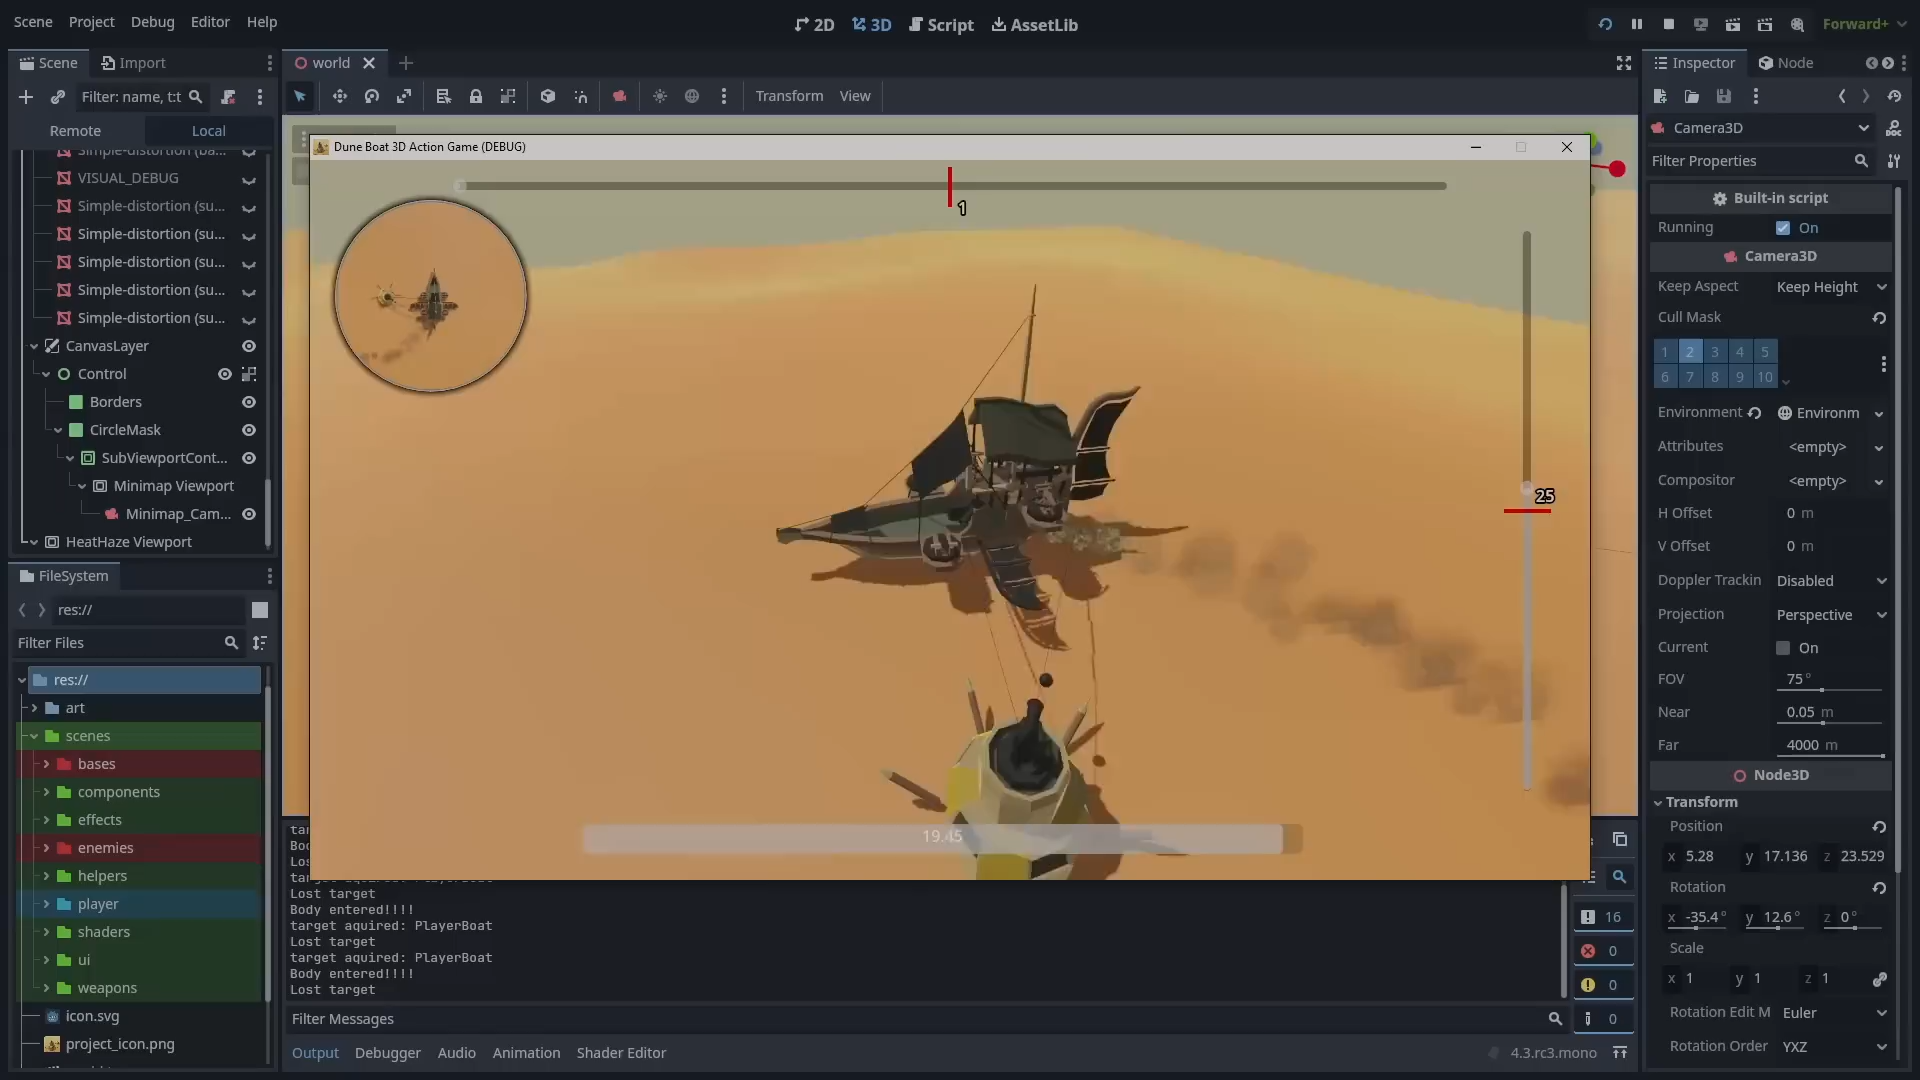 Scene Project Debug Editor Help
2D 3D Script AssetLib
Forward+
Scene Import
world
Inspector Node
Filter: name, t:t
Transform View
Remote Local
Camera3D
Filter Properties
Simple-distortion (ba...
VISUAL_DEBUG
Simple-distortion (su...
Simple-distortion (su...
Simple-distortion (su...
Simple-distortion (su...
Simple-distortion (su...
CanvasLayer
Control
Borders
CircleMask
SubViewportCont...
Minimap Viewport
Minimap_Cam...
HeatHaze Viewport
FileSystem
res://
Filter Files
res://
art
scenes
bases
components
effects
enemies
helpers
player
shaders
ui
weapons
icon.svg
project_icon.png
Dune Boat 3D Action Game (DEBUG)
1
25
19.45
Lost target
Body entered!!!!
target aquired: PlayerBoat
Lost target
target aquired: PlayerBoat
Body entered!!!!
Lost target
16
0
0
0
Filter Messages
Output Debugger Audio Animation Shader Editor
4.3.rc3.mono
Built-in script
Running On
Camera3D
Keep Aspect Keep Height
Cull Mask
1 2 3 4 5
6 7 8 9 10
Environment Environm
Attributes <empty>
Compositor <empty>
H Offset 0 m
V Offset 0 m
Doppler Trackin Disabled
Projection Perspective
Current On
FOV 75 °
Near 0.05 m
Far 4000 m
Node3D
Transform
Position
x 5.28 y 17.136 z 23.529
Rotation
x -35.4 ° y 12.6 ° z 0 °
Scale
x 1 y 1 z 1
Rotation Edit M Euler
Rotation Order YXZ